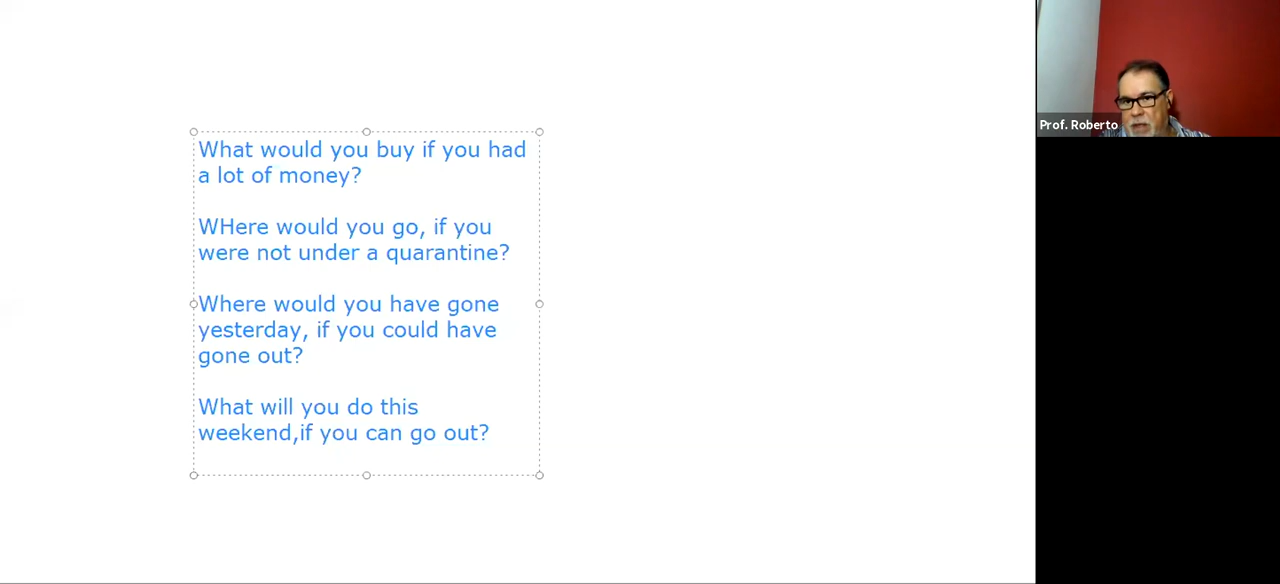 What would you buy if you had
a lot of money?
WHere would you go, if you
were not under a quarantine?
Where would you have gone
yesterday, if you could have
gone out?
What will you do this
weekend,if you can go out?
Prof. Roberto